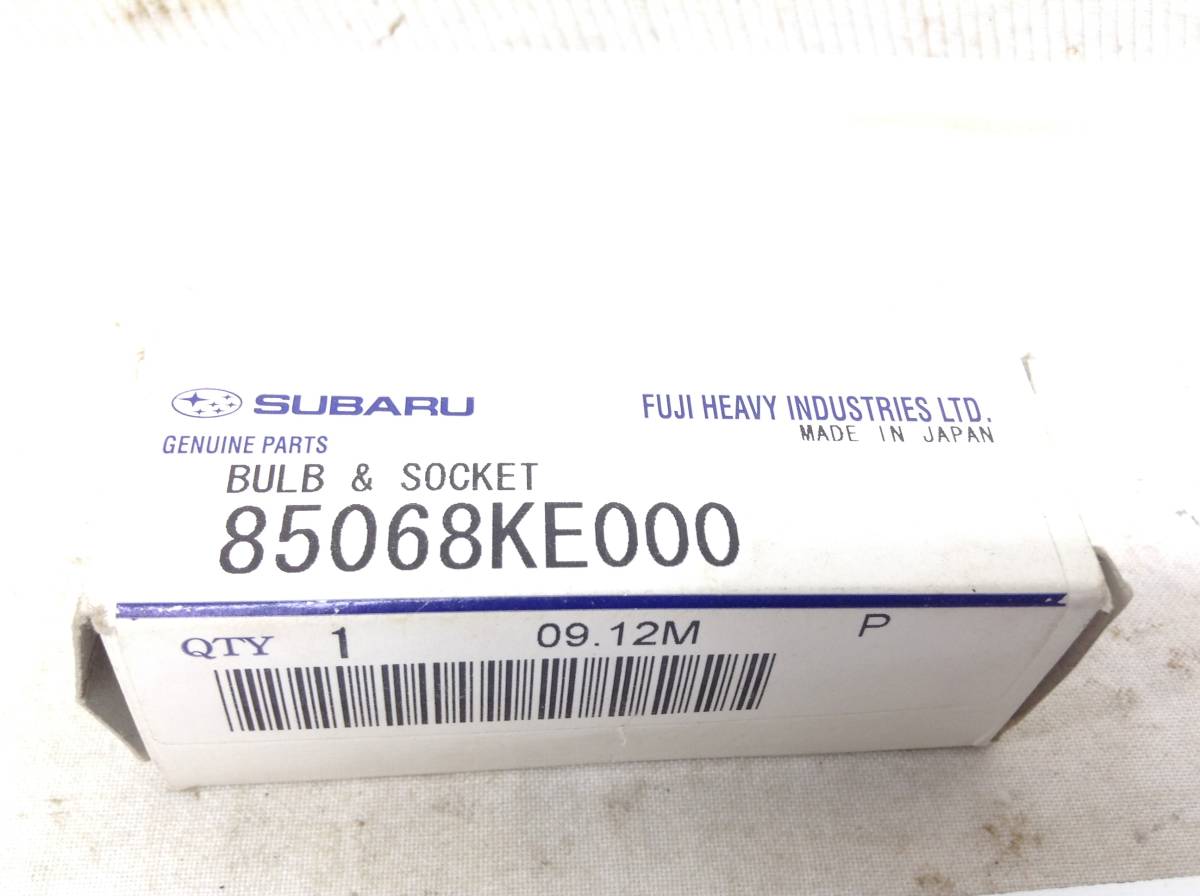 SUBARU
FUJI HEAVY INDUSTRIES LTD.
GENUINE PARTS
MADE IN JAPAN
BULB & SOCKET
85068KE000
QTY 1 09.12M P